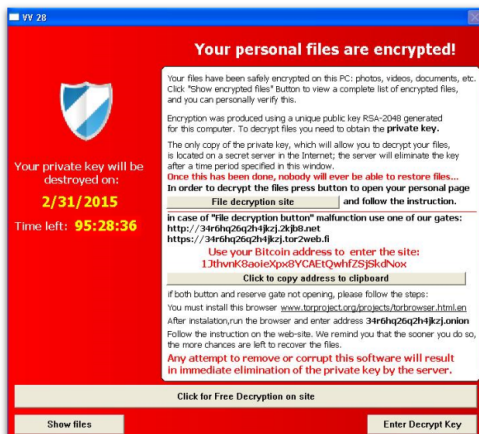 VV 28
Your personal files are encrypted!
Your files have been safely encrypted on this PC: photos, videos, documents, etc.
Click "Show encrypted files" Button to view a complete list of encrypted files,
and you can personally verify this.
Encryption was produced using a unique public key RSA-2048 generated
for this computer. To decrypt files you need to obtain the private key.
The only copy of the private key, which will allow you to decrypt your files,
is located on a secret server in the Internet; the server will eliminate the key
after a time period specified in this window.
Once this has been done, nobody will ever be able to restore files...
In order to decrypt the files press button to open your personal page
File decryption site and follow the instruction.
in case of "File decryption button" malfunction use one of our gates:
http://34r6hq26q2h4jkzj.2kjb8.net
https://34r6hq26q2h4jkzj.tor2web.fi
Use your Bitcoin address to enter the site:
1JthvnK8aoieXpx8YCAEtQwhfZSjSkdNox
Click to copy address to clipboard
if both button and reserve gate not opening, please follow the steps:
You must install this browser www.torproject.org/projects/torbrowser.html.en
After instalation,run the browser and enter address 34r6hq26q2h4jkzj.onion
Follow the instruction on the web-site. We remind you that the sooner you do so,
the more chances are left to recover the files.
Any attempt to remove or corrupt this software will result
in immediate elimination of the private key by the server.
Your private key will be
destroyed on:
2/31/2015
Time left: 95:28:36
Click for Free Decryption on site
Show files
Enter Decrypt Key